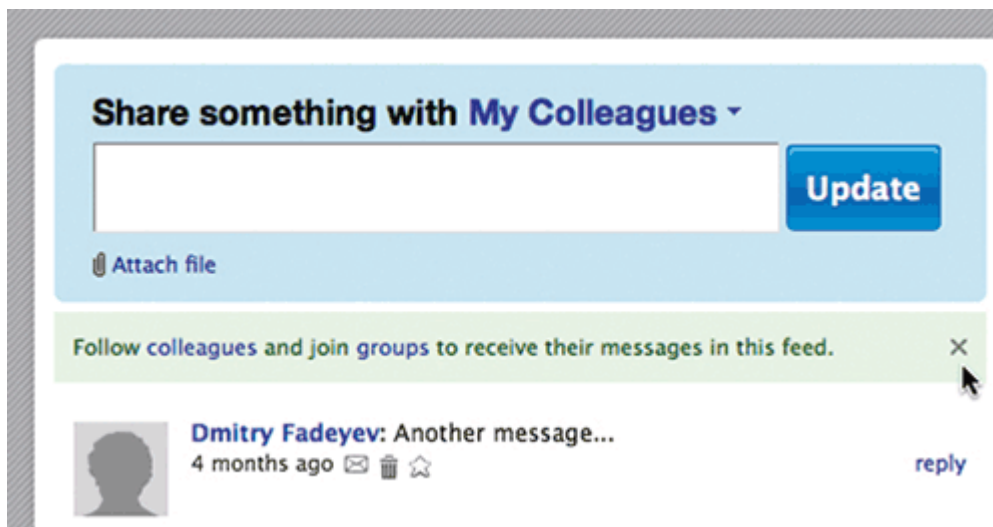 Share something with My Colleagues
Update
Attach file
Follow colleagues and join groups to receive their messages in this feed.
Dmitry Fadeyev: Another message...
4 months ago
reply